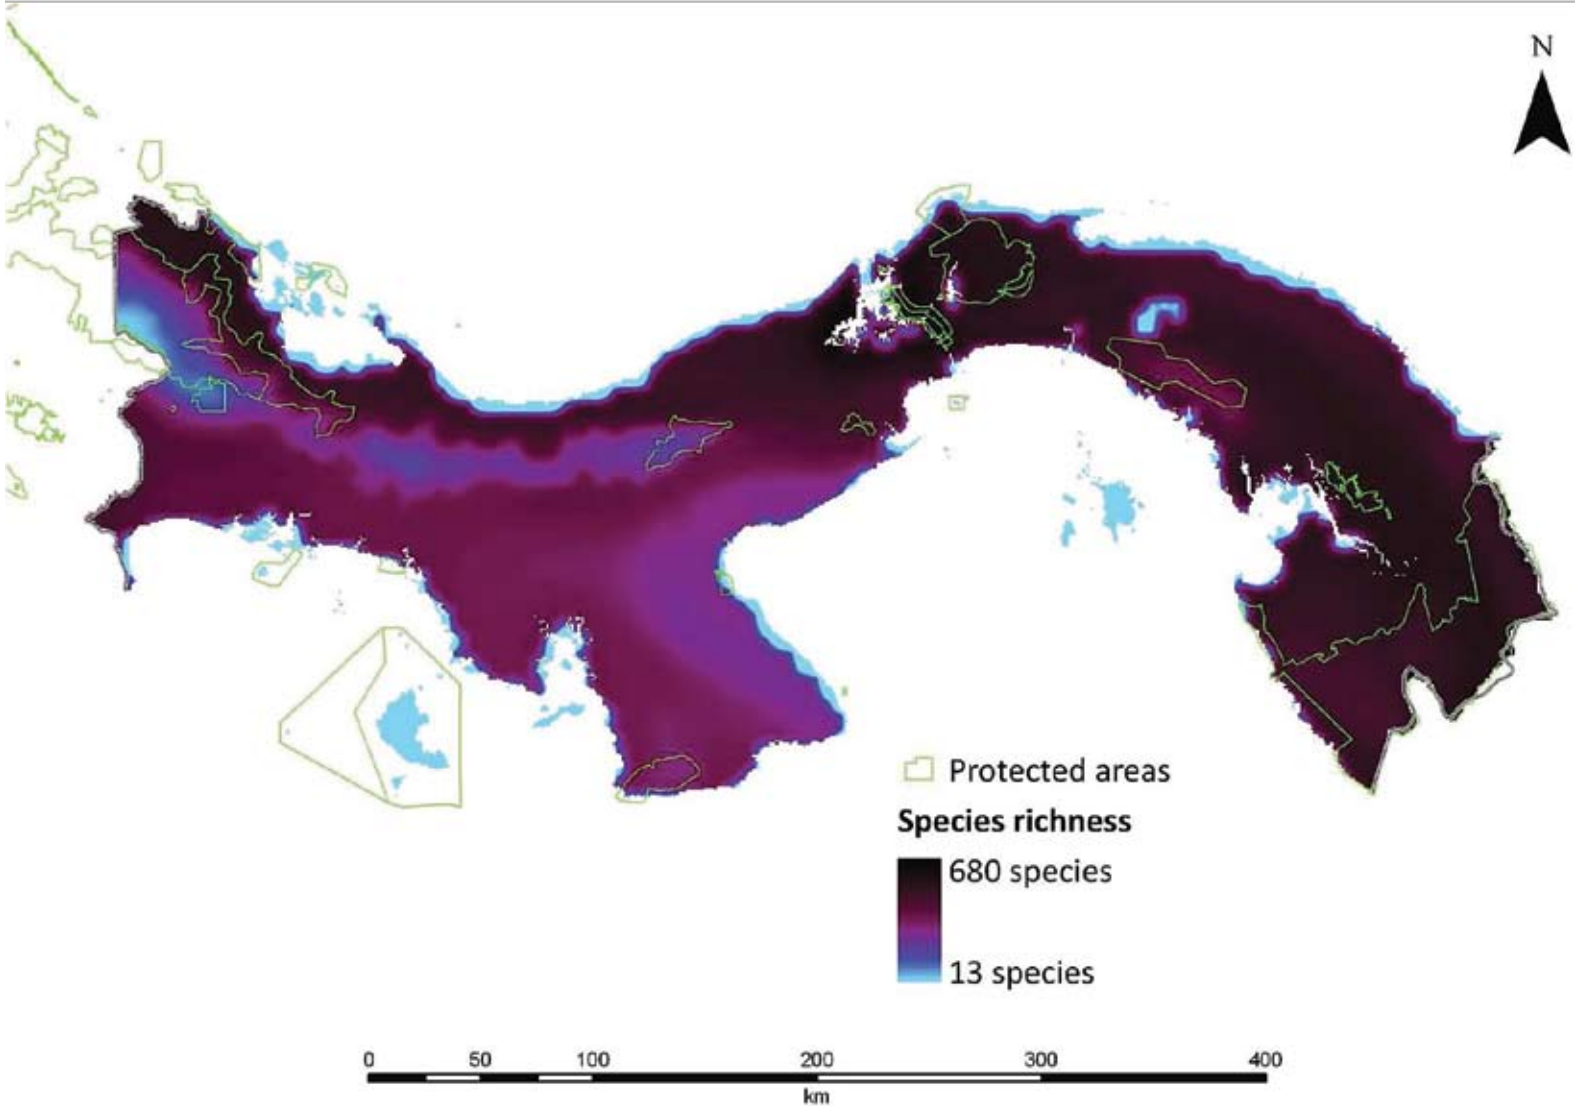 N
Protected areas
Species richness
680 species
13 species
0 50 100 200 300 400
km